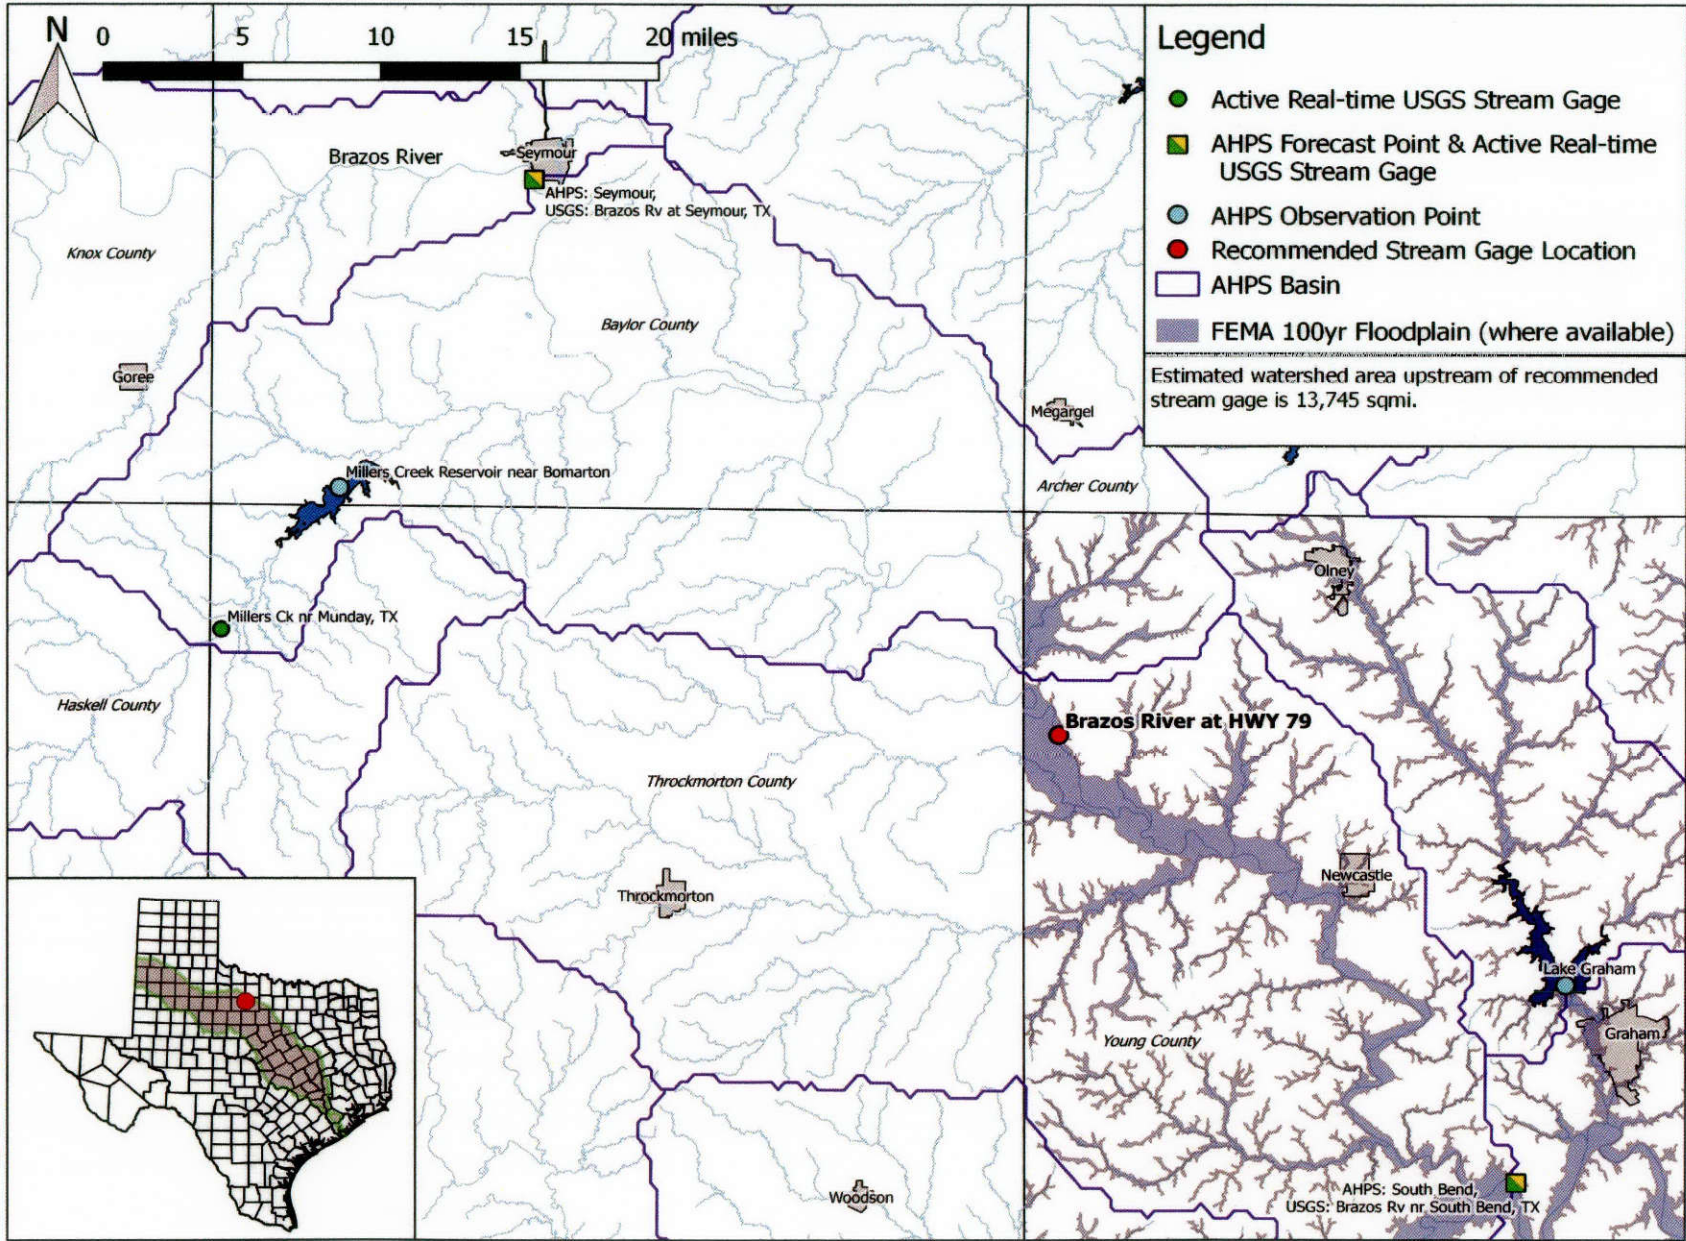 N
0 5 10 15 20 miles
Legend
Active Real-time USGS Stream Gage
AHPS Forecast Point & Active Real-time
USGS Stream Gage
AHPS Observation Point
Recommended Stream Gage Location
AHPS Basin
FEMA 100yr Floodplain (where available)
Estimated watershed area upstream of recommended
stream gage is 13,745 sqmi.
Brazos River
Seymour
AHPS: Seymour,
USGS: Brazos Rv at Seymour, TX
Knox County
Baylor County
Goree
Megargel
Millers Creek Reservoir near Bomarton
Archer County
Olney
Millers Ck nr Munday, TX
Haskell County
Brazos River at HWY 79
Throckmorton County
Newcastle
Throckmorton
Lake Graham
Graham
Young County
Woodson
AHPS: South Bend,
USGS: Brazos Rv nr South Bend, TX